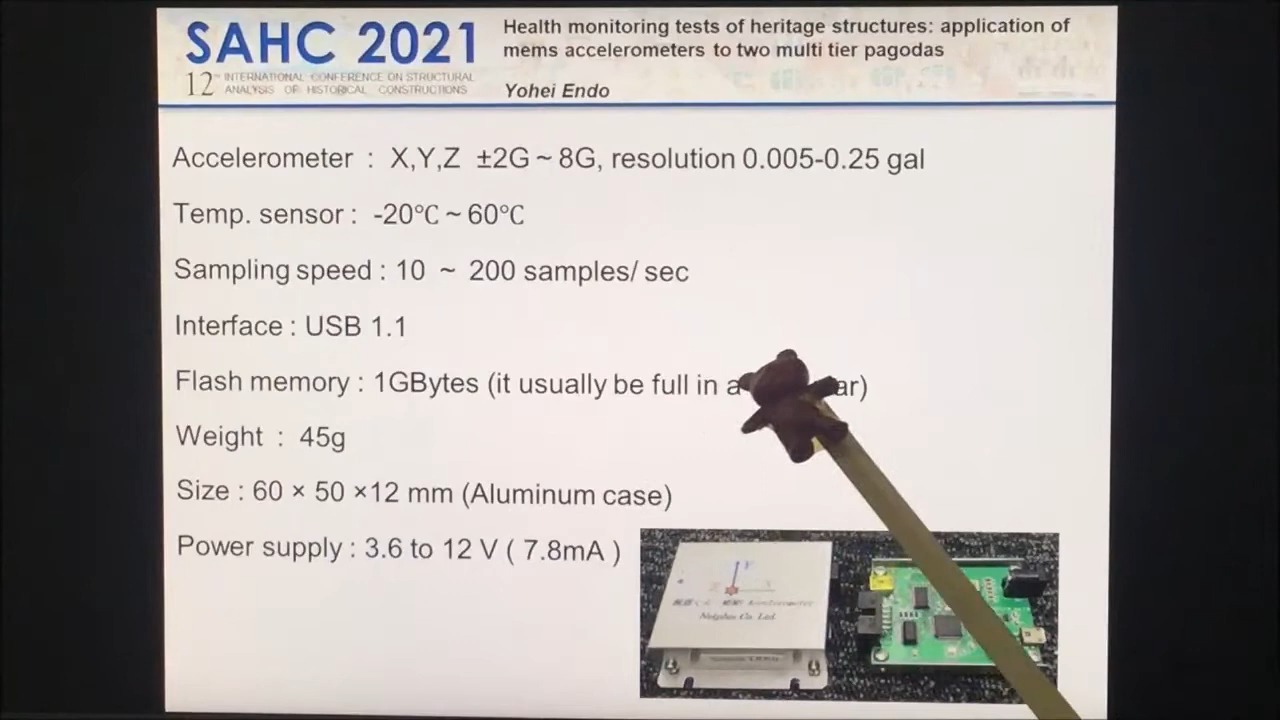 SAHC 2021
12th INTERNATIONAL CONFERENCE ON STRUCTURAL
ANALYSIS OF HISTORICAL CONSTRUCTIONS
Health monitoring tests of heritage structures: application of
mems accelerometers to two multi tier pagodas
Yohei Endo
Accelerometer : X,Y,Z ±2G ~ 8G, resolution 0.005-0.25 gal
Temp. sensor : -20℃ ~ 60℃
Sampling speed : 10 ~ 200 samples/ sec
Interface : USB 1.1
Flash memory : 1GBytes (it usually be full in a ar)
Weight : 45g
Size : 60 × 50 ×12 mm (Aluminum case)
Power supply : 3.6 to 12 V ( 7.8mA )
Y
Co. Ltd.